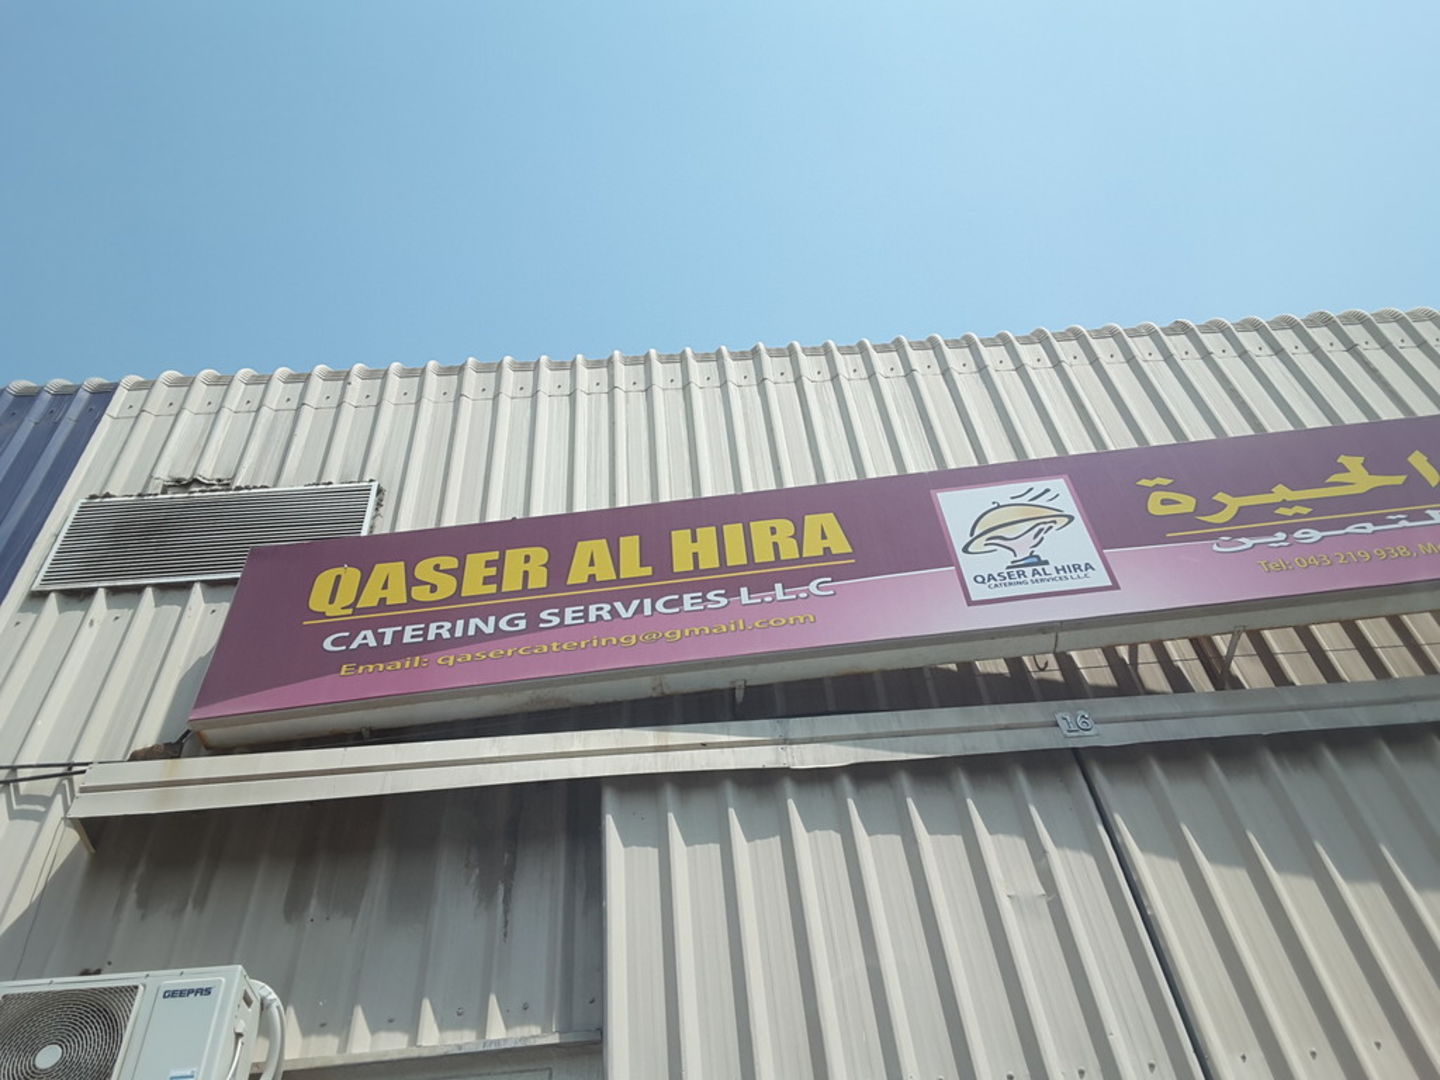 QASER AL HIRA
CATERING SERVICES L.L.C
Email: qasercatering@gmail.com
QASER AL HIRA
CATERING SERVICES L.L.C
الحيرة
لتموين
Tel: 043 219 938,
16
GEEPAS